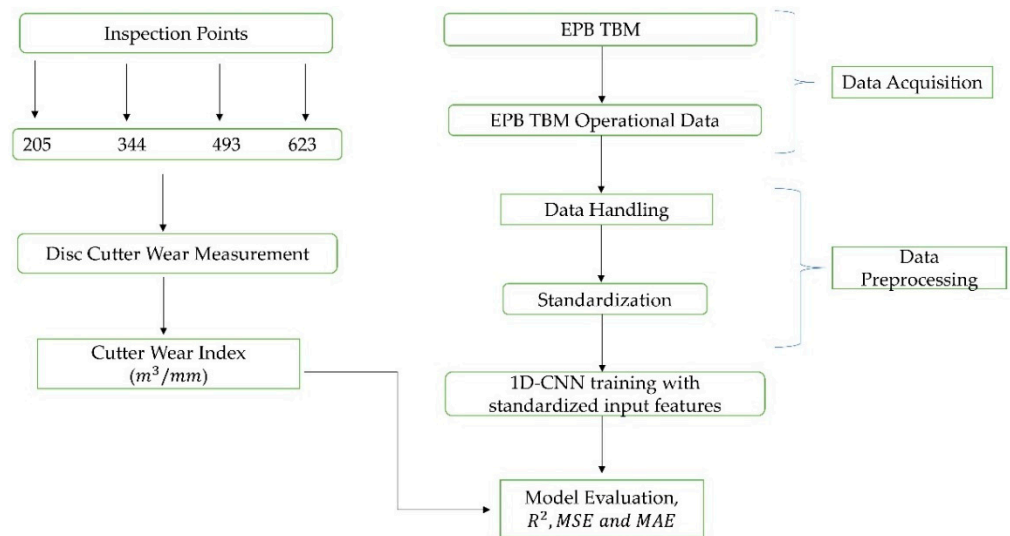 Inspection Points
205 344 493 623
Disc Cutter Wear Measurement
Cutter Wear Index
(m³/mm)
EPB TBM
EPB TBM Operational Data
Data Handling
Standardization
1D-CNN training with
standardized input features
Model Evaluation,
R², MSE and MAE
Data Acquisition
Data
Preprocessing